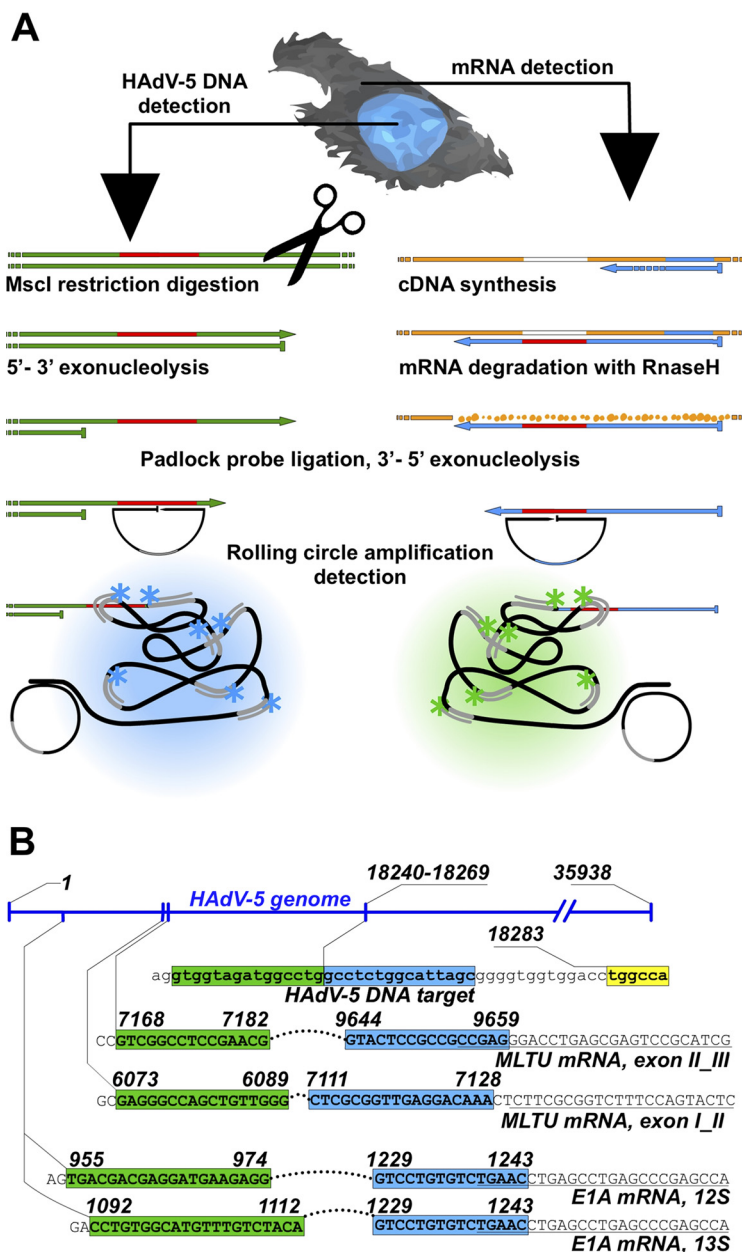 A
HAdV-5 DNA
detection
mRNA detection
MscI restriction digestion
cDNA synthesis
5'- 3' exonucleolysis
mRNA degradation with RnaseH
Padlock probe ligation, 3'- 5' exonucleolysis
Rolling circle amplification
detection
B
1
18240-18269
35938
HAdV-5 genome
18283
aggtggtagatggcctggcctctggcattagcggggtggtggacctggcca
HAdV-5 DNA target
7168 7182 9644 9659
CCGTCGGCCTCCGAACG GTACTCCGCCGCCCGAGGGACCTGAGCGAGTCCGCATCG
MLTU mRNA, exon II_III
6073 6089 7111 7128
GCGAGGGCCAGCTGTTGGG CTCGCGGTTGAGGACAAACTCTTCGCGGTCTTTCCAGTACTC
MLTU mRNA, exon I_II
955 974 1229 1243
AGTGACGACGAGGATGAAGAGG GTCCTGTGTCTGAACCCTGAGCCTGAGCCCGAGCCA
E1A mRNA, 12S
1092 1112 1229 1243
GACCTGTGGCATGTTTGTCTACA GTCCTGTGTCTGAACCCTGAGCCTGAGCCCGAGCCA
E1A mRNA, 13S